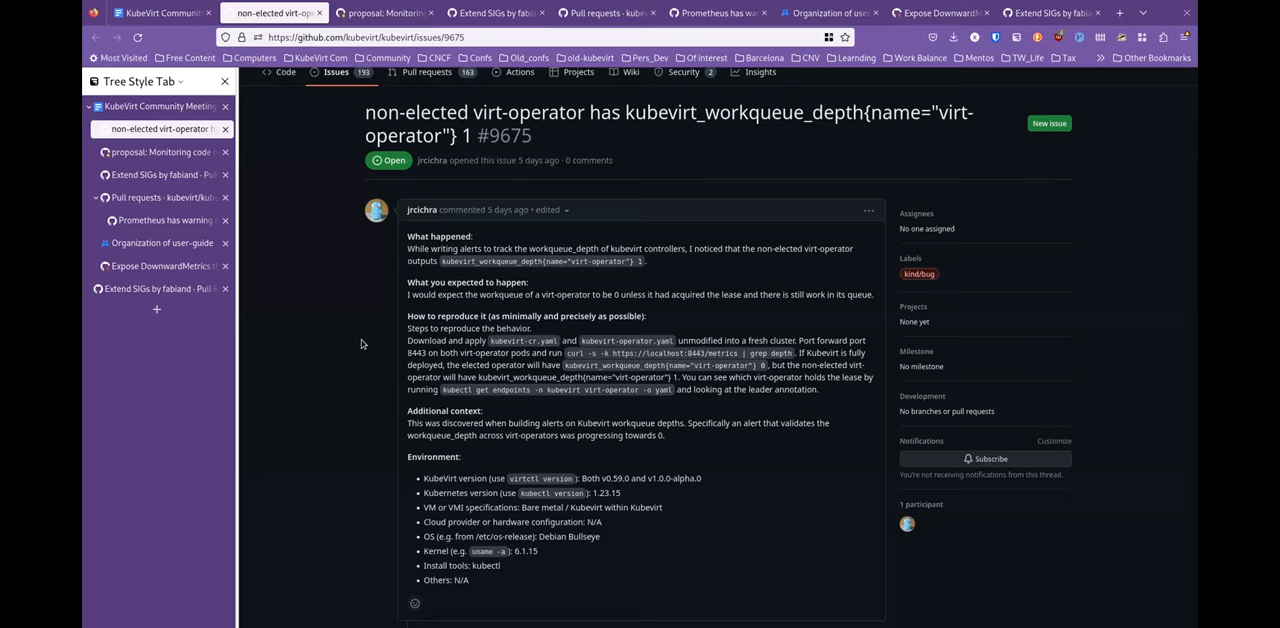 KubeVirt Commun
non-elected virt-ope
proposal: Monitorin
Extend SIGs by fabia
Pull requests · kube
Prometheus has wa
Organization of use
Expose DownwardM
Extend SIGs by fabia
https://github.com/kubevirt/kubevirt/issues/9675
Most Visited
Free Content
Computers
KubeVirt Com
Community
CNCF
Confs
Old_confs
old-kubevirt
Pers_Dev
Of interest
Barcelona
CNV
Learnding
Work Balance
Mentos
TW_Life
Tax
Other Bookmarks
Tree Style Tab
KubeVirt Community Meeting
non-elected virt-operator ha
proposal: Monitoring code r
Extend SIGs by fabiand · Pul
Pull requests · kubevirt/kube
Prometheus has warning
Organization of user-guide
Expose DownwardMetrics t
Extend SIGs by fabiand · Pull
Code
Issues 193
Pull requests 163
Actions
Projects
Wiki
Security 2
Insights
non-elected virt-operator has kubevirt_workqueue_depth{name="virt-
operator"} 1 #9675
New issue
Open
jrcichra opened this issue 5 days ago · 0 comments
jrcichra commented 5 days ago • edited
What happened:
While writing alerts to track the workqueue_depth of kubevirt controllers, I noticed that the non-elected virt-operator
outputs kubevirt_workqueue_depth{name="virt-operator"} 1.
What you expected to happen:
I would expect the workqueue of a virt-operator to be 0 unless it had acquired the lease and there is still work in its queue.
How to reproduce it (as minimally and precisely as possible):
Steps to reproduce the behavior.
Download and apply kubevirt-cr.yaml and kubevirt-operator.yaml unmodified into a fresh cluster. Port forward port
8443 on both virt-operator pods and run curl -s -k https://localhost:8443/metrics | grep depth. If Kubevirt is fully
deployed, the elected operator will have kubevirt_workqueue_depth{name="virt-operator"} 0, but the non-elected virt-
operator will have kubevirt_workqueue_depth{name="virt-operator"} 1. You can see which virt-operator holds the lease by
running kubectl get endpoints -n kubevirt virt-operator -o yaml and looking at the leader annotation.
Additional context:
This was discovered when building alerts on Kubevirt workqueue depths. Specifically an alert that validates the
workqueue_depth across virt-operators was progressing towards 0.
Environment:
• KubeVirt version (use virtctl version): Both v0.59.0 and v1.0.0-alpha.0
• Kubernetes version (use kubectl version): 1.23.15
• VM or VMI specifications: Bare metal / Kubevirt within Kubevirt
• Cloud provider or hardware configuration: N/A
• OS (e.g. from /etc/os-release): Debian Bullseye
• Kernel (e.g. uname -a): 6.1.15
• Install tools: kubectl
• Others: N/A
Assignees
No one assigned
Labels
kind/bug
Projects
None yet
Milestone
No milestone
Development
No branches or pull requests
Notifications
Customize
Subscribe
You're not receiving notifications from this thread.
1 participant